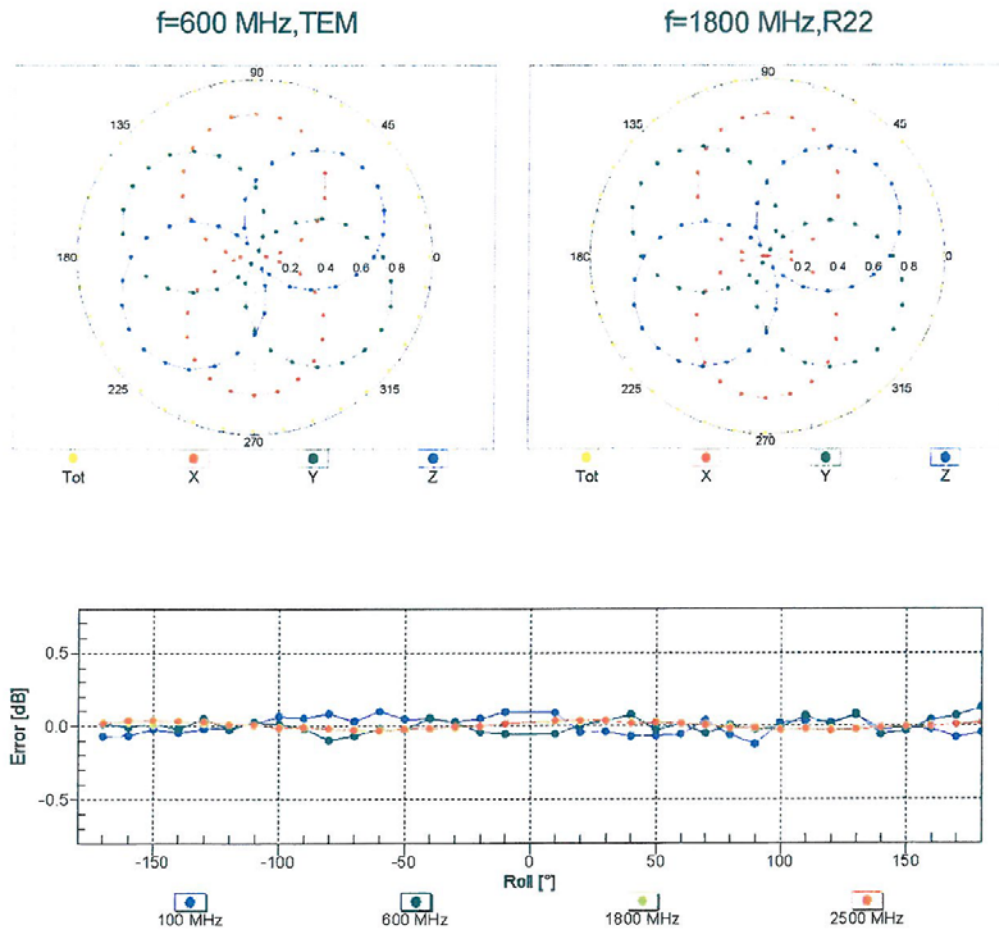 f=600 MHz,TEM
f=1800 MHz,R22
90
135
45
180
0
0.2 0.4 0.6 0.8
225
315
270
Tot X Y Z
90
135
45
180
0
0.2 0.4 0.6 0.8
225
315
270
Tot X Y Z
Error [dB]
0.5
0.0
-0.5
-150 -100 -50 0 50 100 150
Roll [°]
100 MHz 600 MHz 1800 MHz 2500 MHz